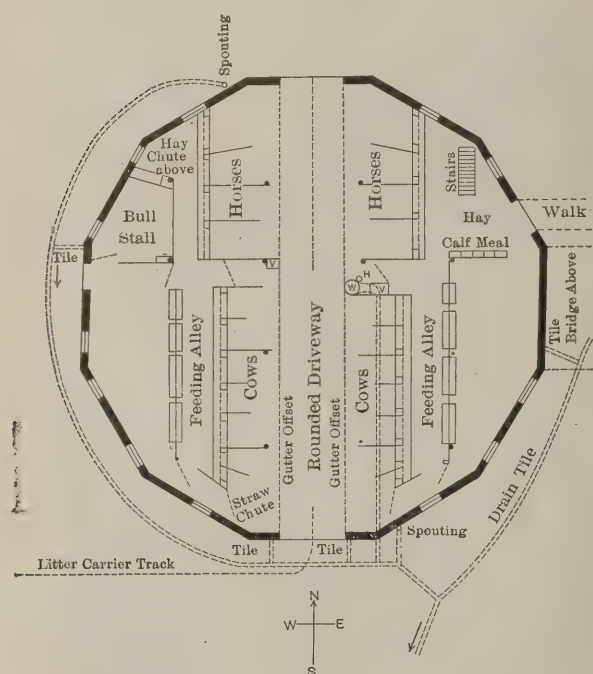 Spouting
Hay
Chute
above
Horses
Horses
Stairs
Bull
Stall
Hay
Walk
Calf Meal
Tile
V
H
W
V
Tile
Bridge Above
Feeding Alley
Cows
Gutter Offset
Rounded Driveway
Gutter Offset
Cows
Feeding Alley
Straw
Chute
Drain Tile
Spouting
Tile
Tile
Litter Carrier Track
N
W
E
S